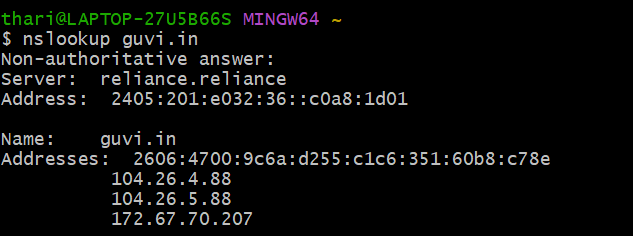 thari@LAPTOP-27U5B66S MINGW64 ~
$ nslookup guvi.in
Non-authoritative answer:
Server:  reliance.reliance
Address:  2405:201:e032:36::c0a8:1d01

Name:    guvi.in
Addresses:  2606:4700:9c6a:d255:c1c6:351:60b8:c78e
          104.26.4.88
          104.26.5.88
          172.67.70.207